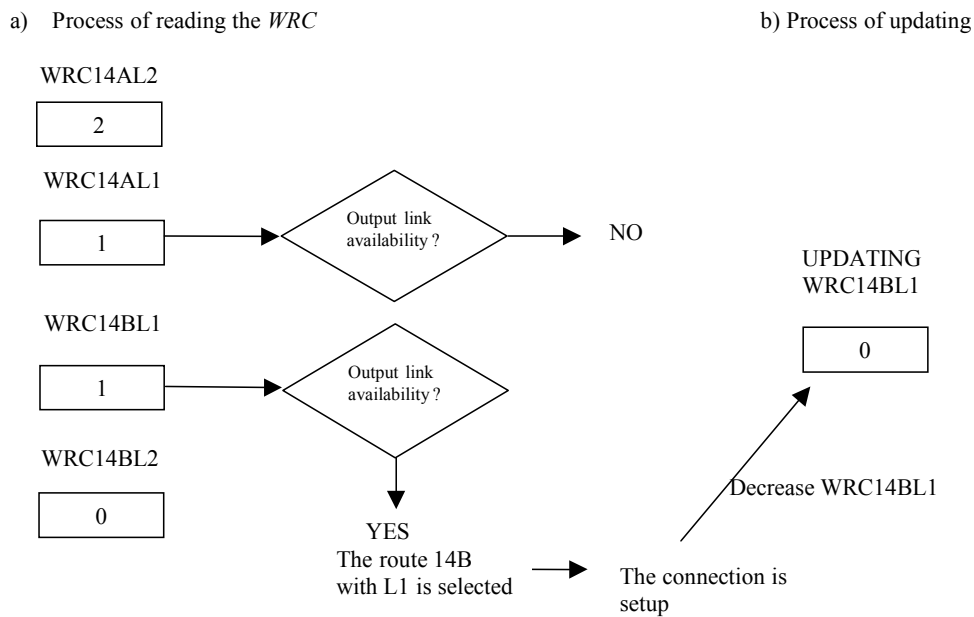 a) Process of reading the WRC
b) Process of updating
WRC14AL2
2
WRC14AL1
1
Output link
availability ?
NO
UPDATING
WRC14BL1
0
WRC14BL1
1
Output link
availability ?
WRC14BL2
0
Decrease WRC14BL1
YES
The route 14B
with L1 is selected
The connection is
setup